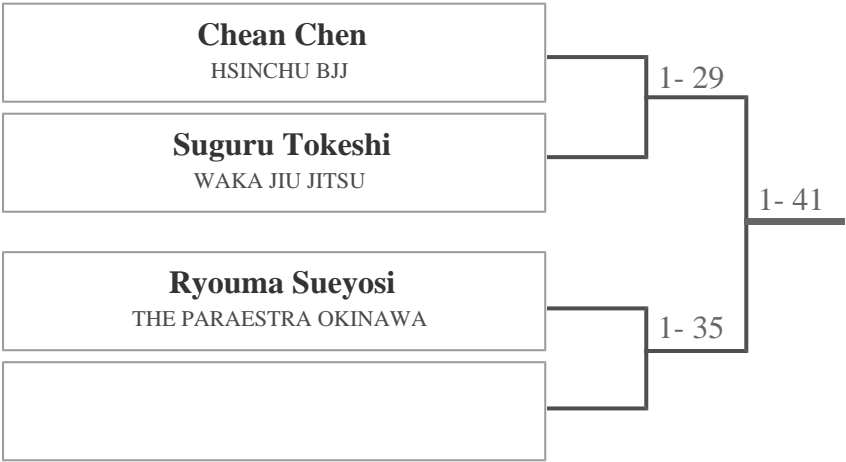 Chean Chen
HSINCHU BJJ
1- 29
Suguru Tokeshi
WAKA JIU JITSU
1- 41
Ryouma Sueyosi
THE PARAESTRA OKINAWA
1- 35